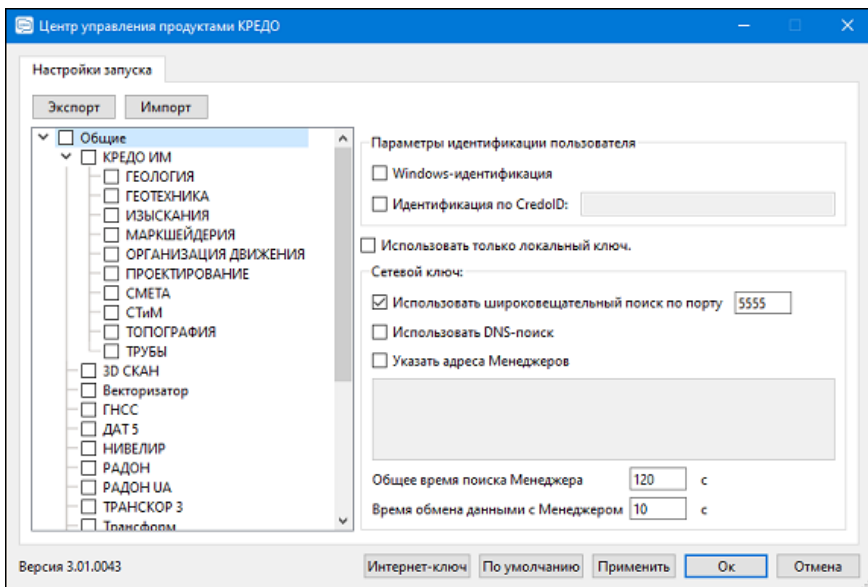 Центр управления продуктами КРЕДО
Настройки запуска
Экспорт Импорт
Общие
КРЕДО ИМ
ГЕОЛОГИЯ
ГЕОТЕХНИКА
ИЗЫСКАНИЯ
МАРКШЕЙДЕРИЯ
ОРГАНИЗАЦИЯ ДВИЖЕНИЯ
ПРОЕКТИРОВАНИЕ
СМЕТА
СТиМ
ТОПОГРАФИЯ
ТРУБЫ
3D СКАН
Векторизатор
ГНСС
ДАТ 5
НИВЕЛИР
РАДОН
РАДОН UA
ТРАНСКОР 3
Трансформ
Параметры идентификации пользователя
Windows-идентификация
Идентификация по CredoID:
Использовать только локальный ключ.
Сетевой ключ:
Использовать широковещательный поиск по порту 5555
Использовать DNS-поиск
Указать адреса Менеджеров
Общее время поиска Менеджера 120 с
Время обмена данными с Менеджером 10 с
Версия 3.01.0043
Интернет-ключ По умолчанию Применить Ок Отмена